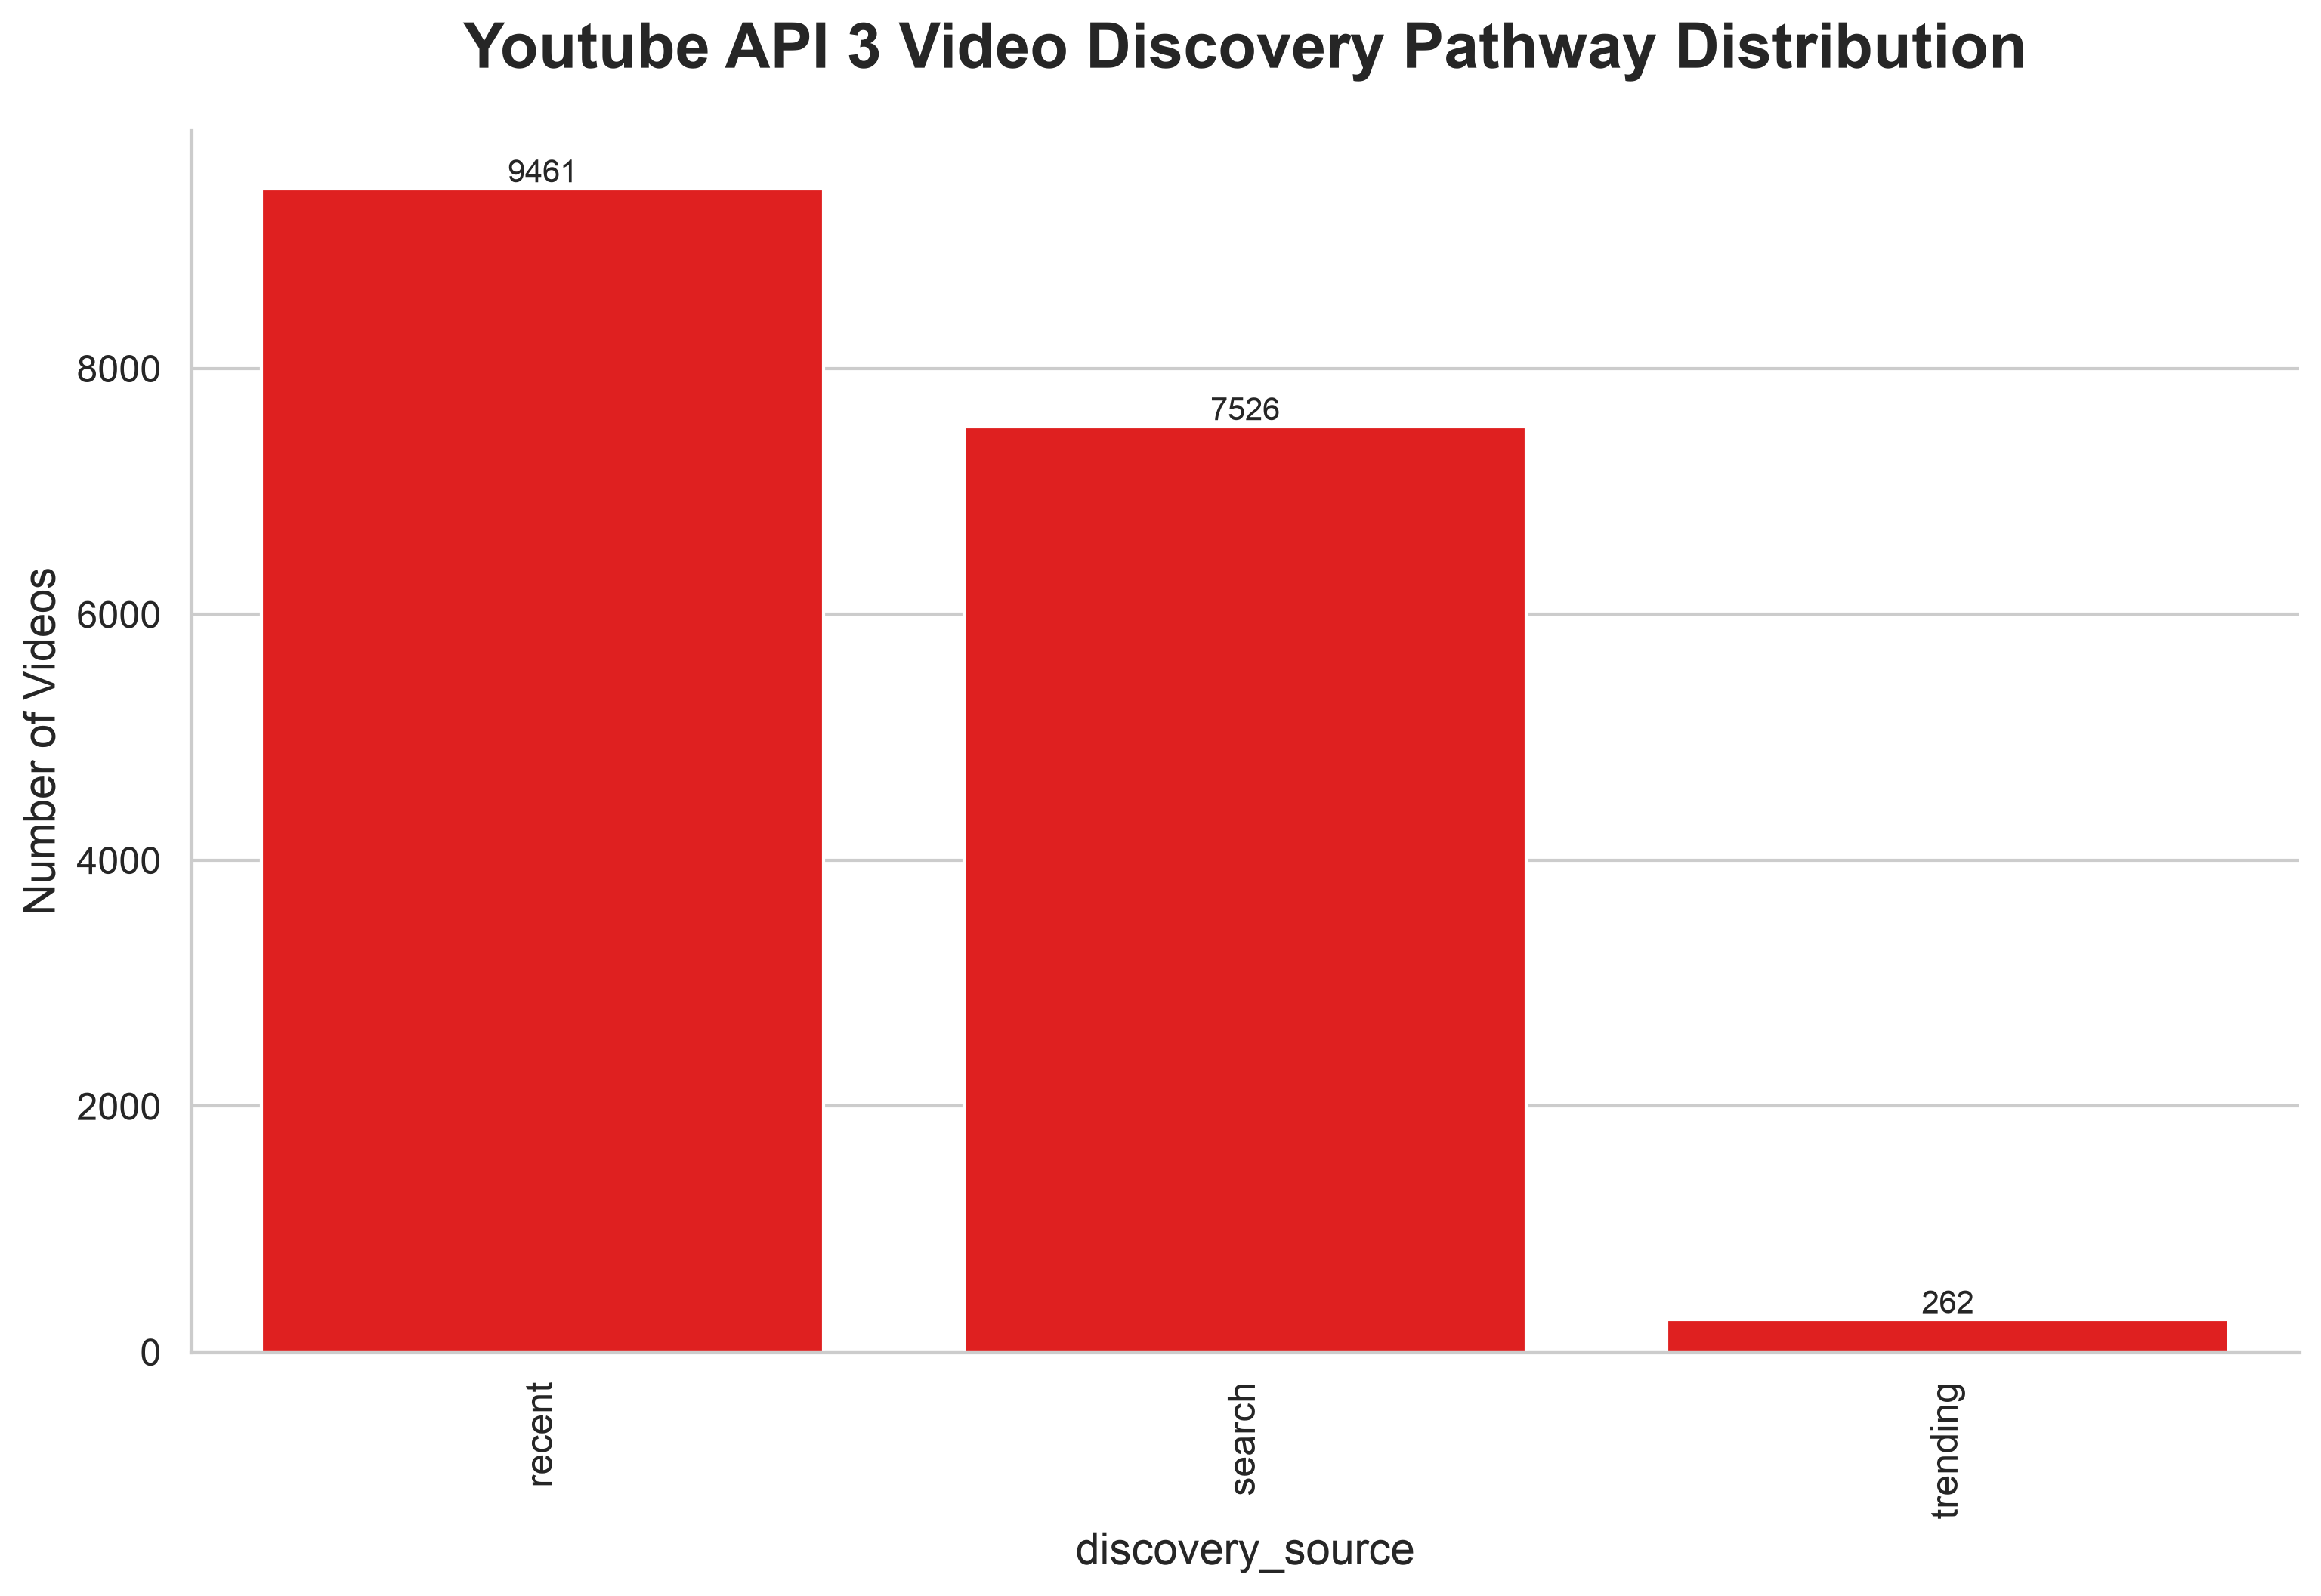 Youtube API 3 Video Discovery Pathway Distribution
9461
7526
262
8000
6000
4000
2000
0
Number of Videos
recent
search
trending
discovery_source